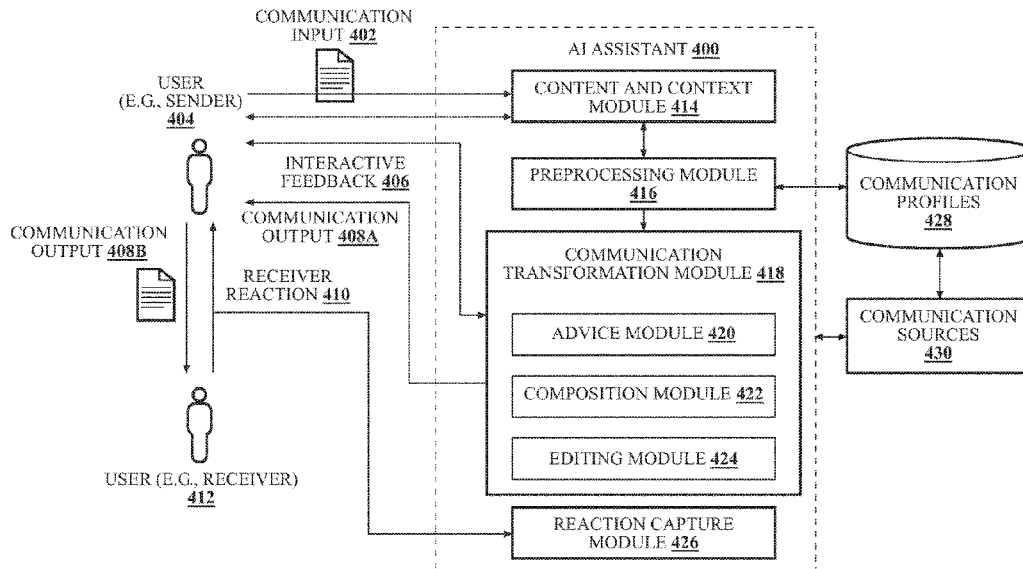 COMMUNICATION
INPUT 402
AI ASSISTANT 400
USER
(E.G., SENDER)
404
CONTENT AND CONTEXT
MODULE 414
INTERACTIVE
FEEDBACK 406
PREPROCESSING MODULE
416
COMMUNICATION
PROFILES
428
COMMUNICATION
OUTPUT 408A
COMMUNICATION
OUTPUT 408B
RECEIVER
REACTION 410
COMMUNICATION
TRANSFORMATION MODULE 418
ADVICE MODULE 420
COMPOSITION MODULE 422
EDITING MODULE 424
COMMUNICATION
SOURCES
430
USER (E.G., RECEIVER)
412
REACTION CAPTURE
MODULE 426